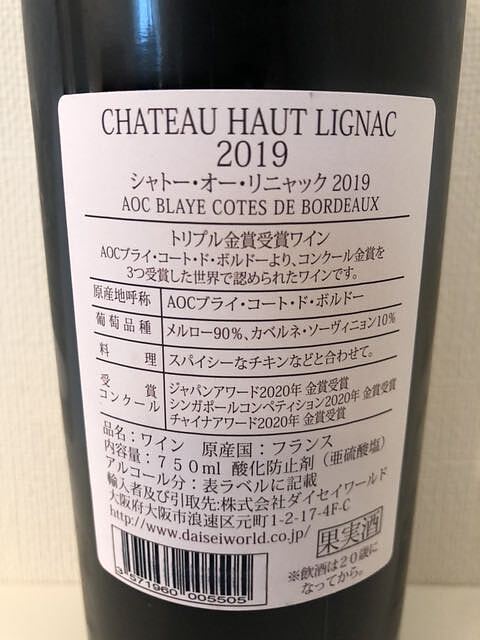 CHATEAU HAUT LIGNAC
2019
シャトー・オー・リニャック 2019
AOC BLAYE COTES DE BORDEAUX
トリプル金賞受賞ワイン
AOCブライ・コート・ド・ボルドーより、コンクール金賞を
3つ受賞した世界で認められたワインです。
原産地呼称 AOCブライ・コート・ド・ボルドー
葡萄品種 メルロー90%、カベルネ・ソーヴィニョン10%
料理 スパイシーなチキンなどと合わせて。
受賞コンクール ジャパンアワード2020年 金賞受賞
シンガポールコンペティション2020年 金賞受賞
チャイナアワード2020年 金賞受賞
品名：ワイン 原産国：フランス
内容量：750ml 酸化防止剤（亜硫酸塩）
アルコール分：表ラベルに記載
輸入者及び引取先:株式会社ダイセイワールド
大阪府大阪市浪速区元町1-2-17-4F-C
http://www.daiseiworld.co.jp/
果実酒
3 571960 005505
※飲酒は20歳に
なってから。